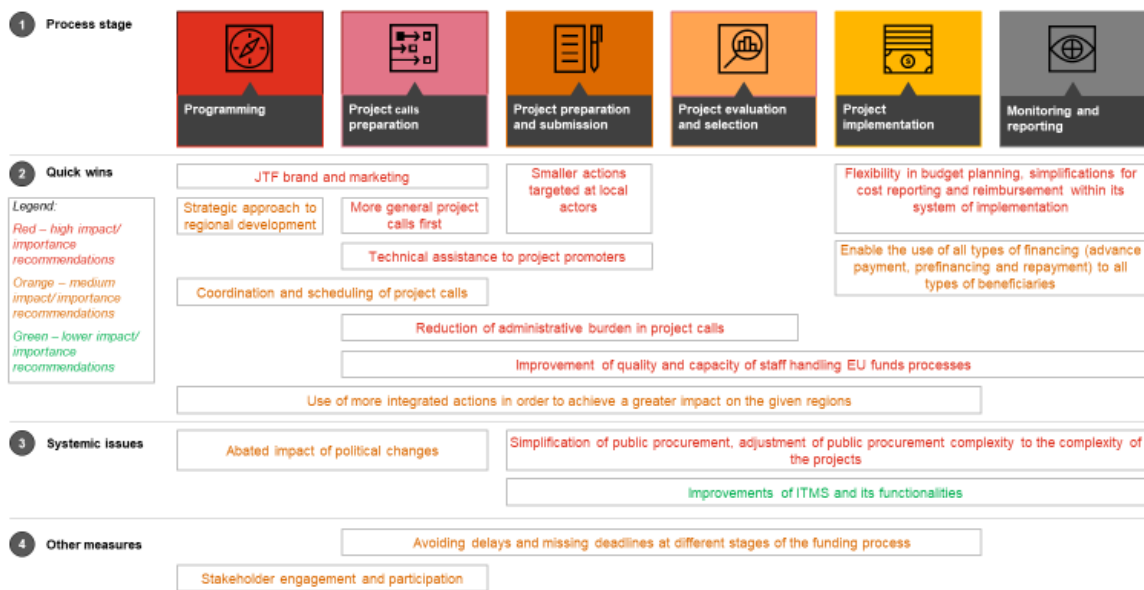 1 Process stage
Programming
Project calls
preparation
Project preparation
and submission
Project evaluation
and selection
Project
implementation
Monitoring and
reporting
2 Quick wins
Legend:
Red – high impact/
importance
recommendations
Orange – medium
impact/importance
recommendations
Green – lower impact/
importance
recommendations
JTF brand and marketing
Smaller actions
targeted at local
actors
Flexibility in budget planning, simplifications for
cost reporting and reimbursement within its
system of implementation
Strategic approach to
regional development
More general project
calls first
Technical assistance to project promoters
Enable the use of all types of financing (advance
payment, prefinancing and repayment) to all
types of beneficiaries
Coordination and scheduling of project calls
Reduction of administrative burden in project calls
Improvement of quality and capacity of staff handling EU funds processes
Use of more integrated actions in order to achieve a greater impact on the given regions
3 Systemic issues
Abated impact of political changes
Simplification of public procurement, adjustment of public procurement complexity to the complexity of
the projects
Improvements of ITMS and its functionalities
4 Other measures
Avoiding delays and missing deadlines at different stages of the funding process
Stakeholder engagement and participation